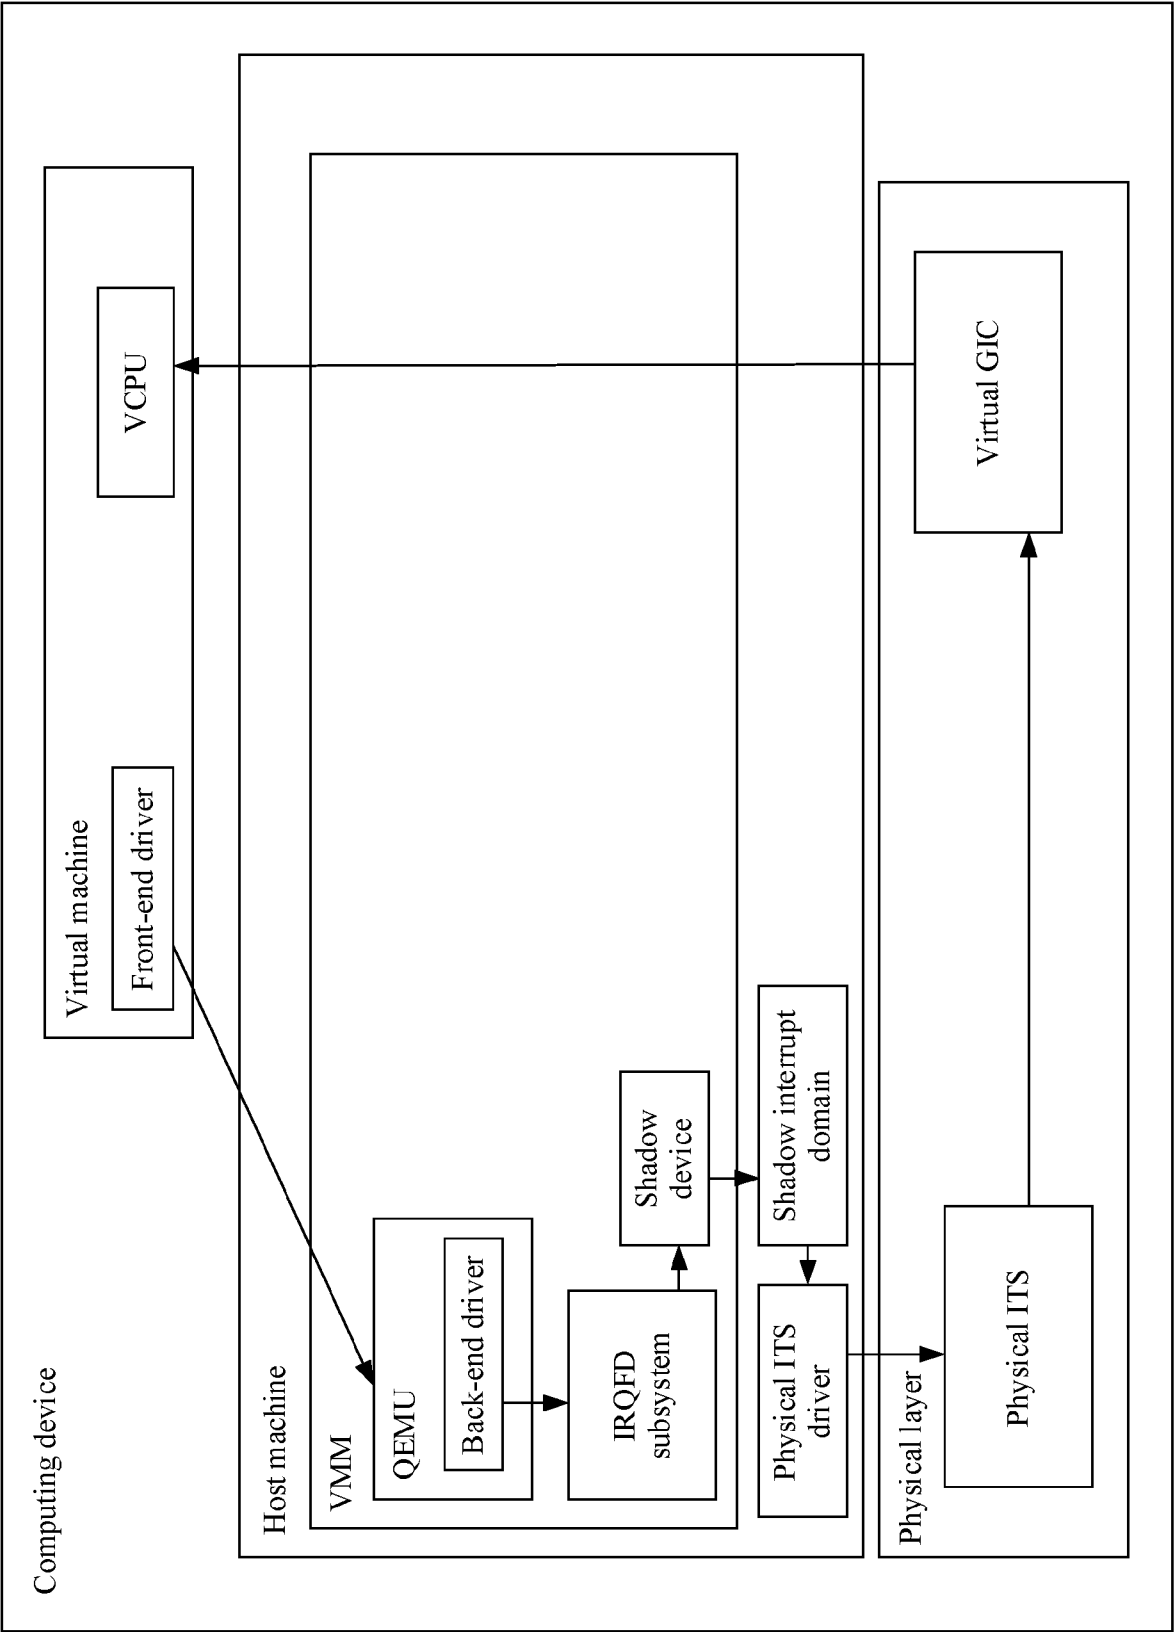 Computing device
Virtual machine
Front-end driver
VCPU
Host machine
VMM
QEMU
Back-end driver
IRQFD
subsystem
Shadow
device
Shadow interrupt
domain
Physical ITS
driver
Physical layer
Physical ITS
Virtual GIC